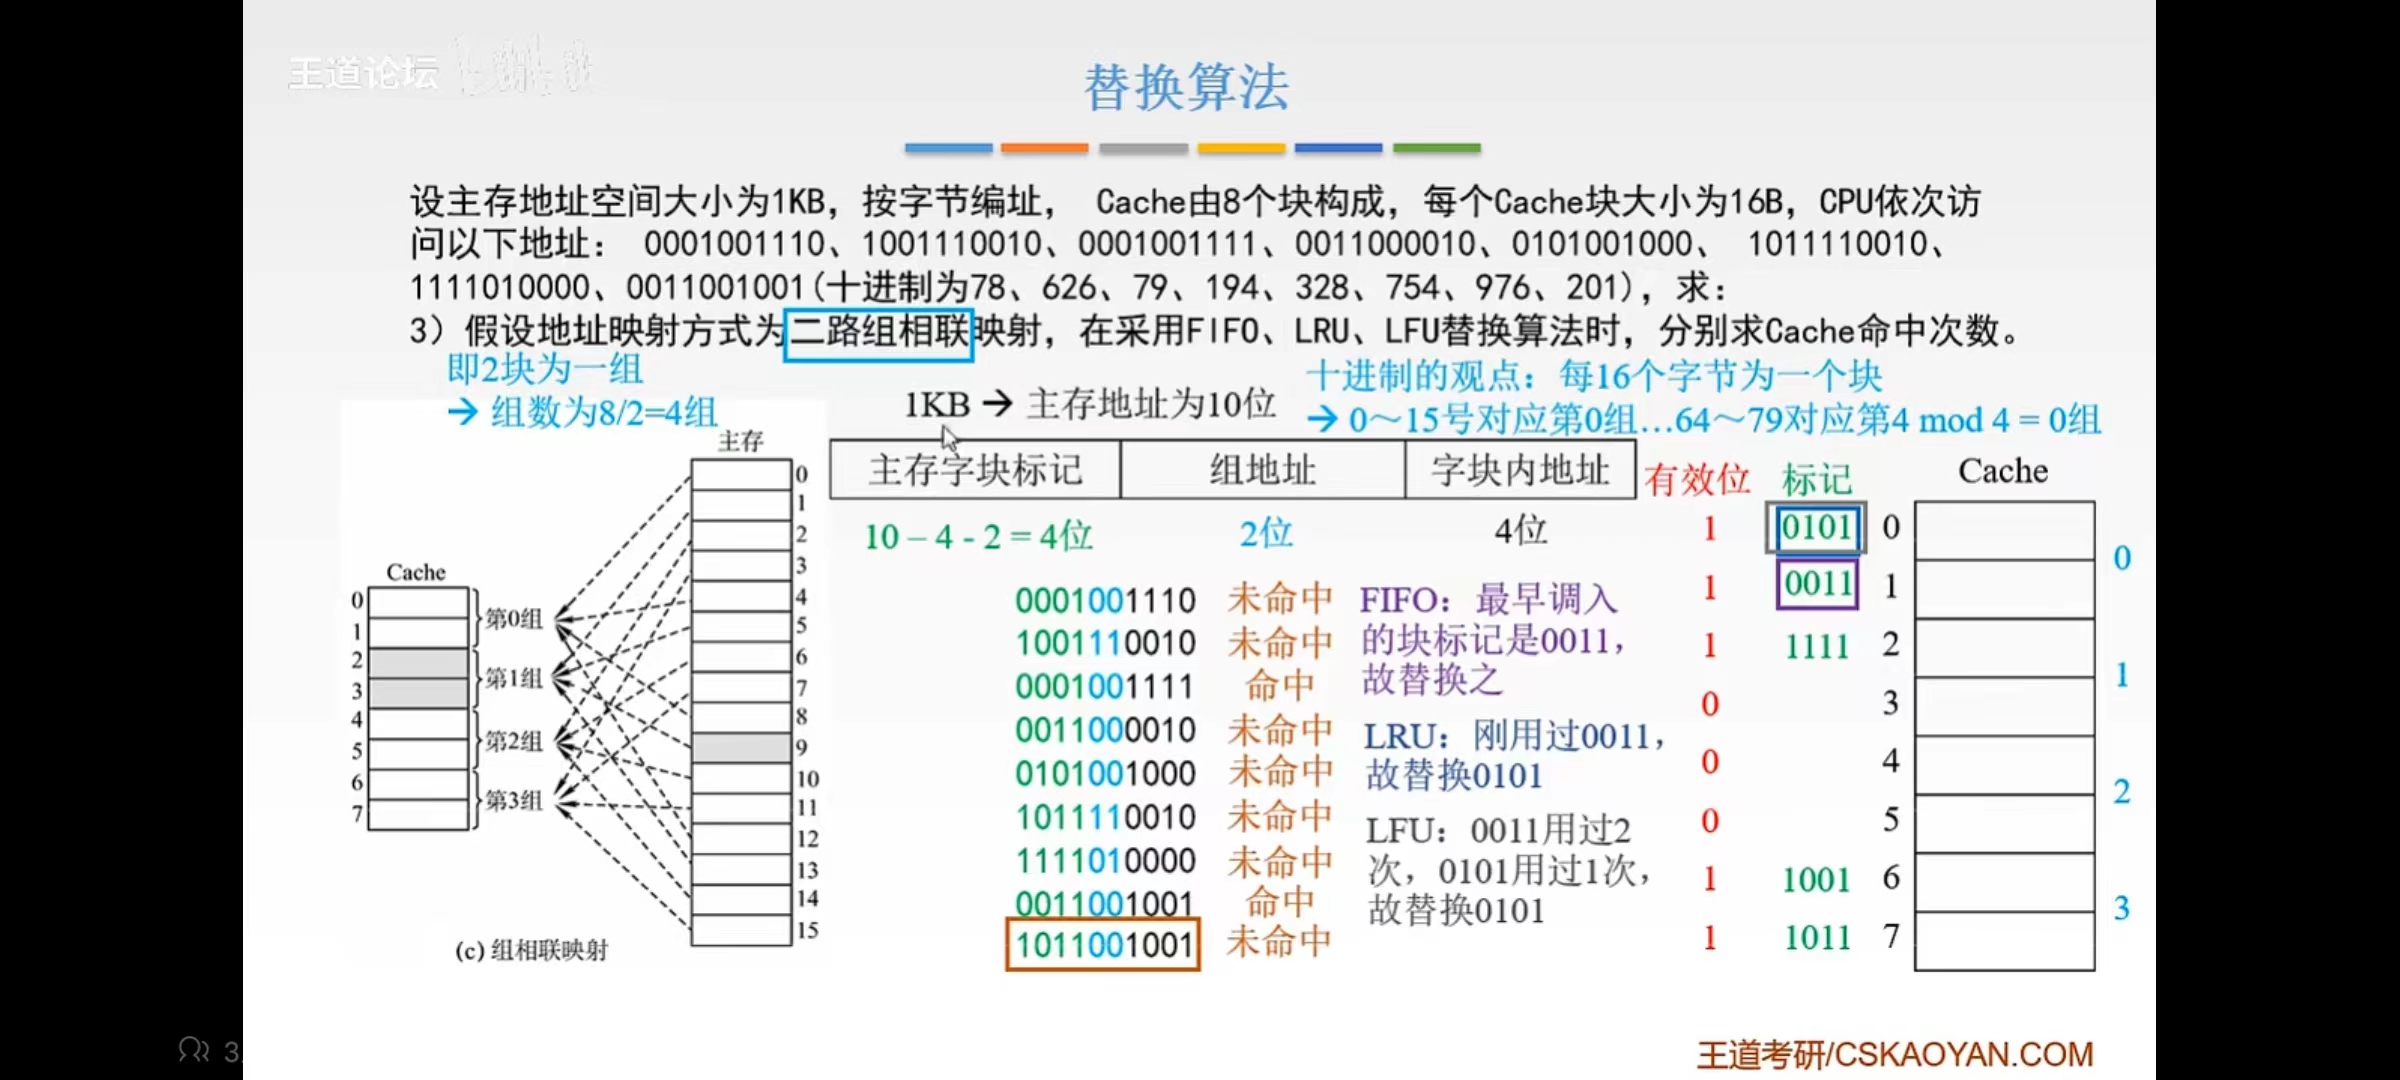 王道论坛
替换算法
设主存地址空间大小为1KB，按字节编址， Cache由8个块构成，每个Cache块大小为16B，CPU依次访
问以下地址： 0001001110、1001110010、0001001111、0011000010、0101001000、 1011110010、
1111010000、0011001001(十进制为78、626、79、194、328、754、976、201)，求：
3）假设地址映射方式为二路组相联映射，在采用FIFO、LRU、LFU替换算法时，分别求Cache命中次数。
即2块为一组
→ 组数为8/2=4组
1KB → 主存地址为10位
十进制的观点：每16个字节为一个块
→ 0～15号对应第0组…64～79对应第4 mod 4 = 0组
主存字块标记 组地址 字块内地址
10 – 4 - 2 = 4位 2位 4位
主存
0
1
2
3
4
5
6
7
8
9
10
11
12
13
14
15
Cache
0
1
2
3
4
5
6
7
第0组
第1组
第2组
第3组
(c) 组相联映射
0001001110 未命中
1001110010 未命中
0001001111 命中
0011000010 未命中
0101001000 未命中
1011110010 未命中
1111010000 未命中
0011001001 命中
1011001001 未命中
FIFO：最早调入
的块标记是0011，
故替换之
LRU：刚用过0011，
故替换0101
LFU：0011用过2
次，0101用过1次，
故替换0101
有效位 标记 Cache
1 0101 0
0
1 0011 1
1 1111 2
1
0 3
0 4
2
0 5
1 1001 6
3
1 1011 7
3
王道考研/CSKAOYAN.COM